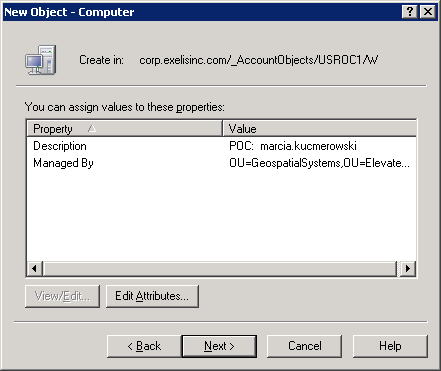 New Object - Computer
Create in: corp.exelisinc.com/_AccountObjects/USROC1/W
You can assign values to these properties:
Property Value
Description POC: marcia.kucmerowski
Managed By OU=GeospatialSystems,OU=Elevate...
View/Edit... Edit Attributes...
< Back Next > Cancel Help